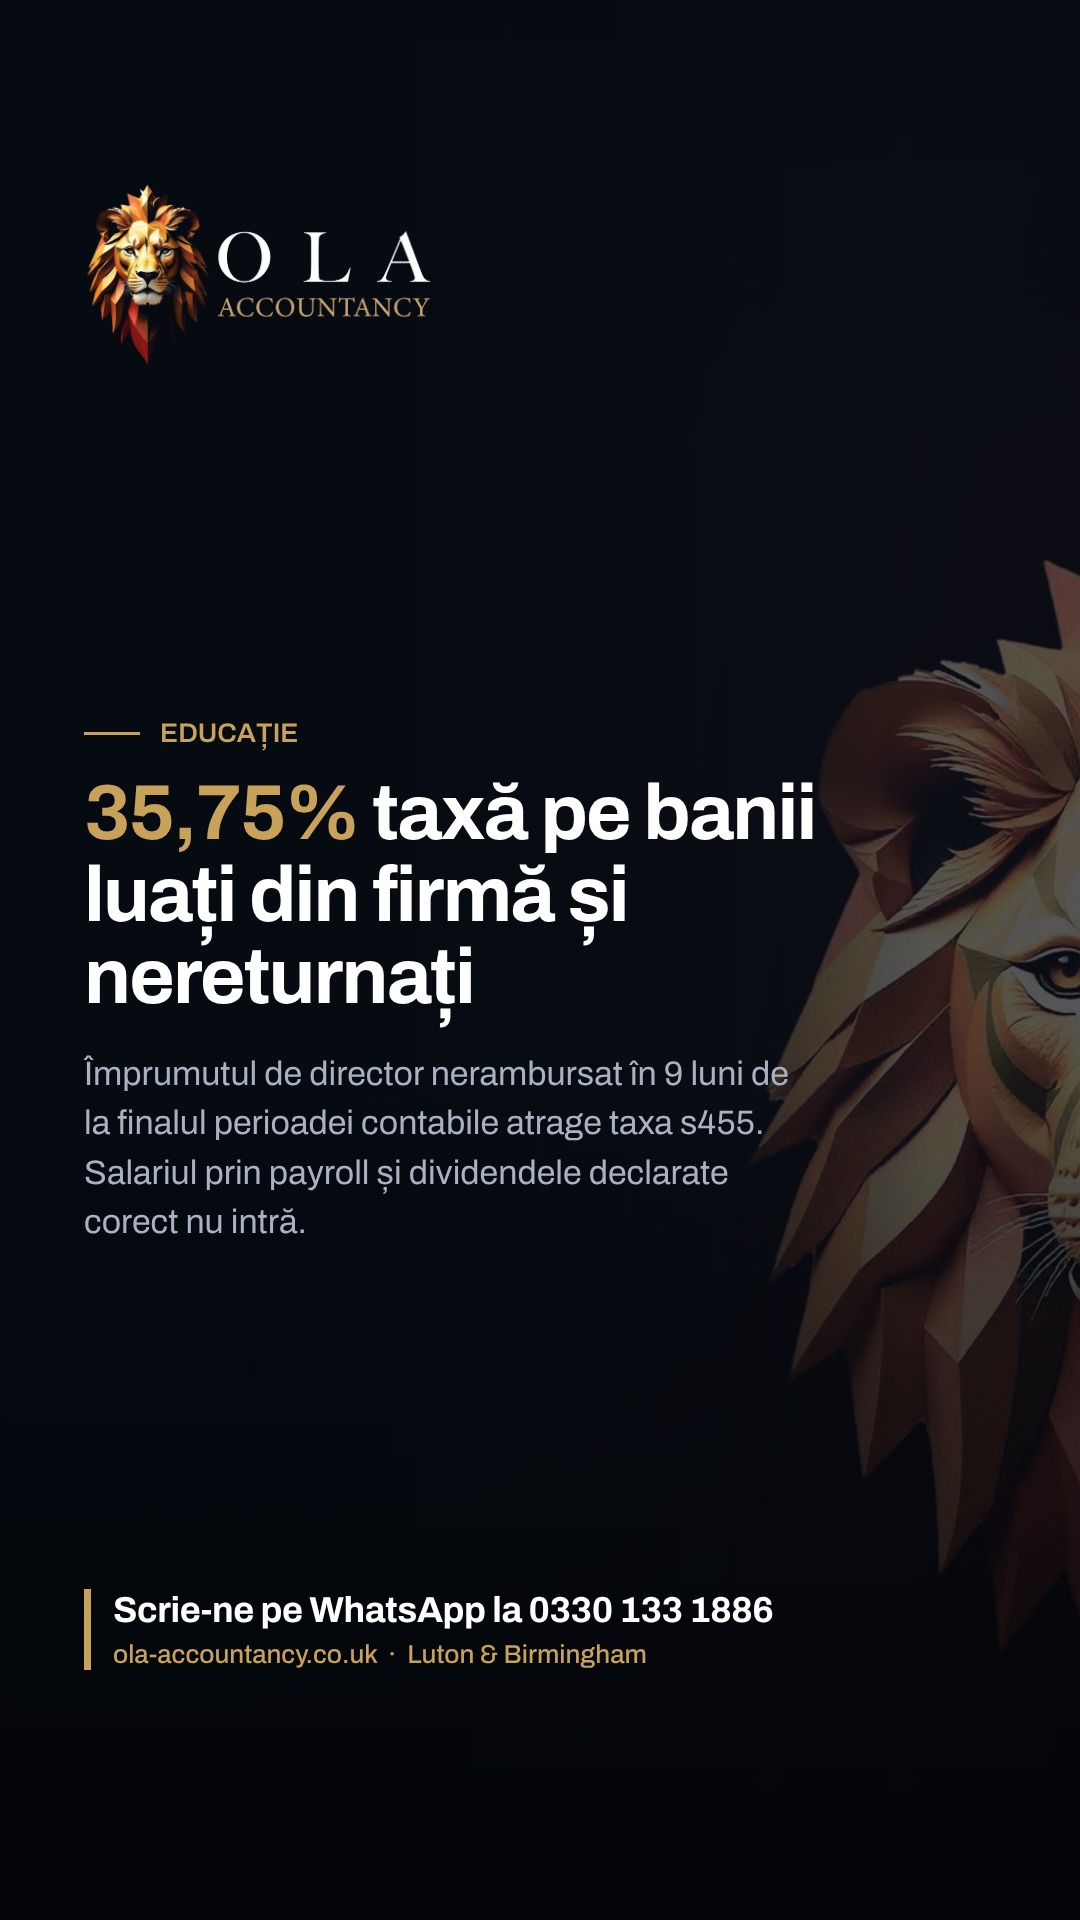 OLA
ACCOUNTANCY
EDUCAȚIE
35,75% taxă pe banii
luați din firmă și
nereturnați
Împrumutul de director nerambursat în 9 luni de
la finalul perioadei contabile atrage taxa s455.
Salariul prin payroll și dividendele declarate
corect nu intră.
Scrie-ne pe WhatsApp la 0330 133 1886
ola-accountancy.co.uk · Luton & Birmingham